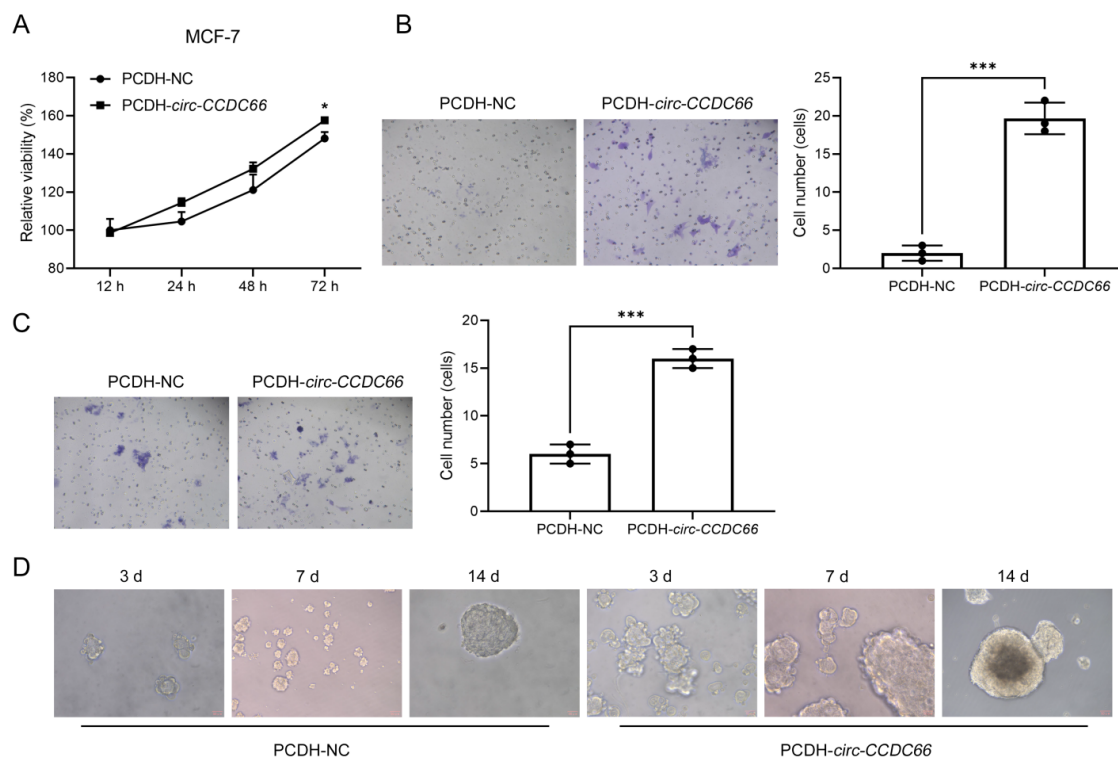 A
MCF-7
PCDH-NC
PCDH-circ-CCDC66
Relative viability (%)
180
160
140
120
100
80
*
12 h 24 h 48 h 72 h
B
PCDH-NC PCDH-circ-CCDC66
Cell number (cells)
25
20
15
10
5
0
***
PCDH-NC PCDH-circ-CCDC66
C
PCDH-NC PCDH-circ-CCDC66
Cell number (cells)
20
15
10
5
0
***
PCDH-NC PCDH-circ-CCDC66
D
3 d 7 d 14 d 3 d 7 d 14 d
PCDH-NC PCDH-circ-CCDC66